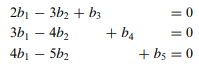 2b₁ − 3b₂ + b₃ = 0
3b₁ − 4b₂ + b₄ = 0
4b₁ − 5b₂ + b₅ = 0